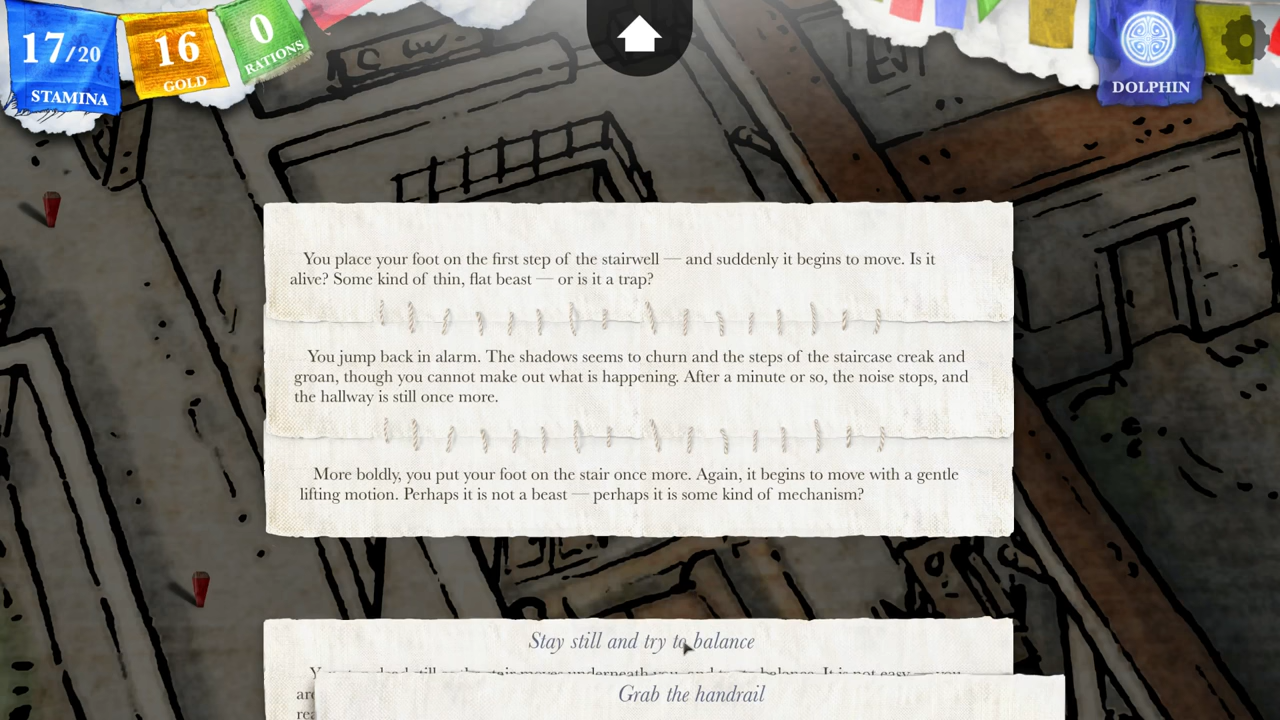 17/20
STAMINA
16
GOLD
0
RATIONS
DOLPHIN
You place your foot on the first step of the stairwell — and suddenly it begins to move. Is it
alive? Some kind of thin, flat beast — or is it a trap?
You jump back in alarm. The shadows seems to churn and the steps of the staircase creak and
groan, though you cannot make out what is happening. After a minute or so, the noise stops, and
the hallway is still once more.
More boldly, you put your foot on the stair once more. Again, it begins to move with a gentle
lifting motion. Perhaps it is not a beast — perhaps it is some kind of mechanism?
Stay still and try to balance
Grab the handrail